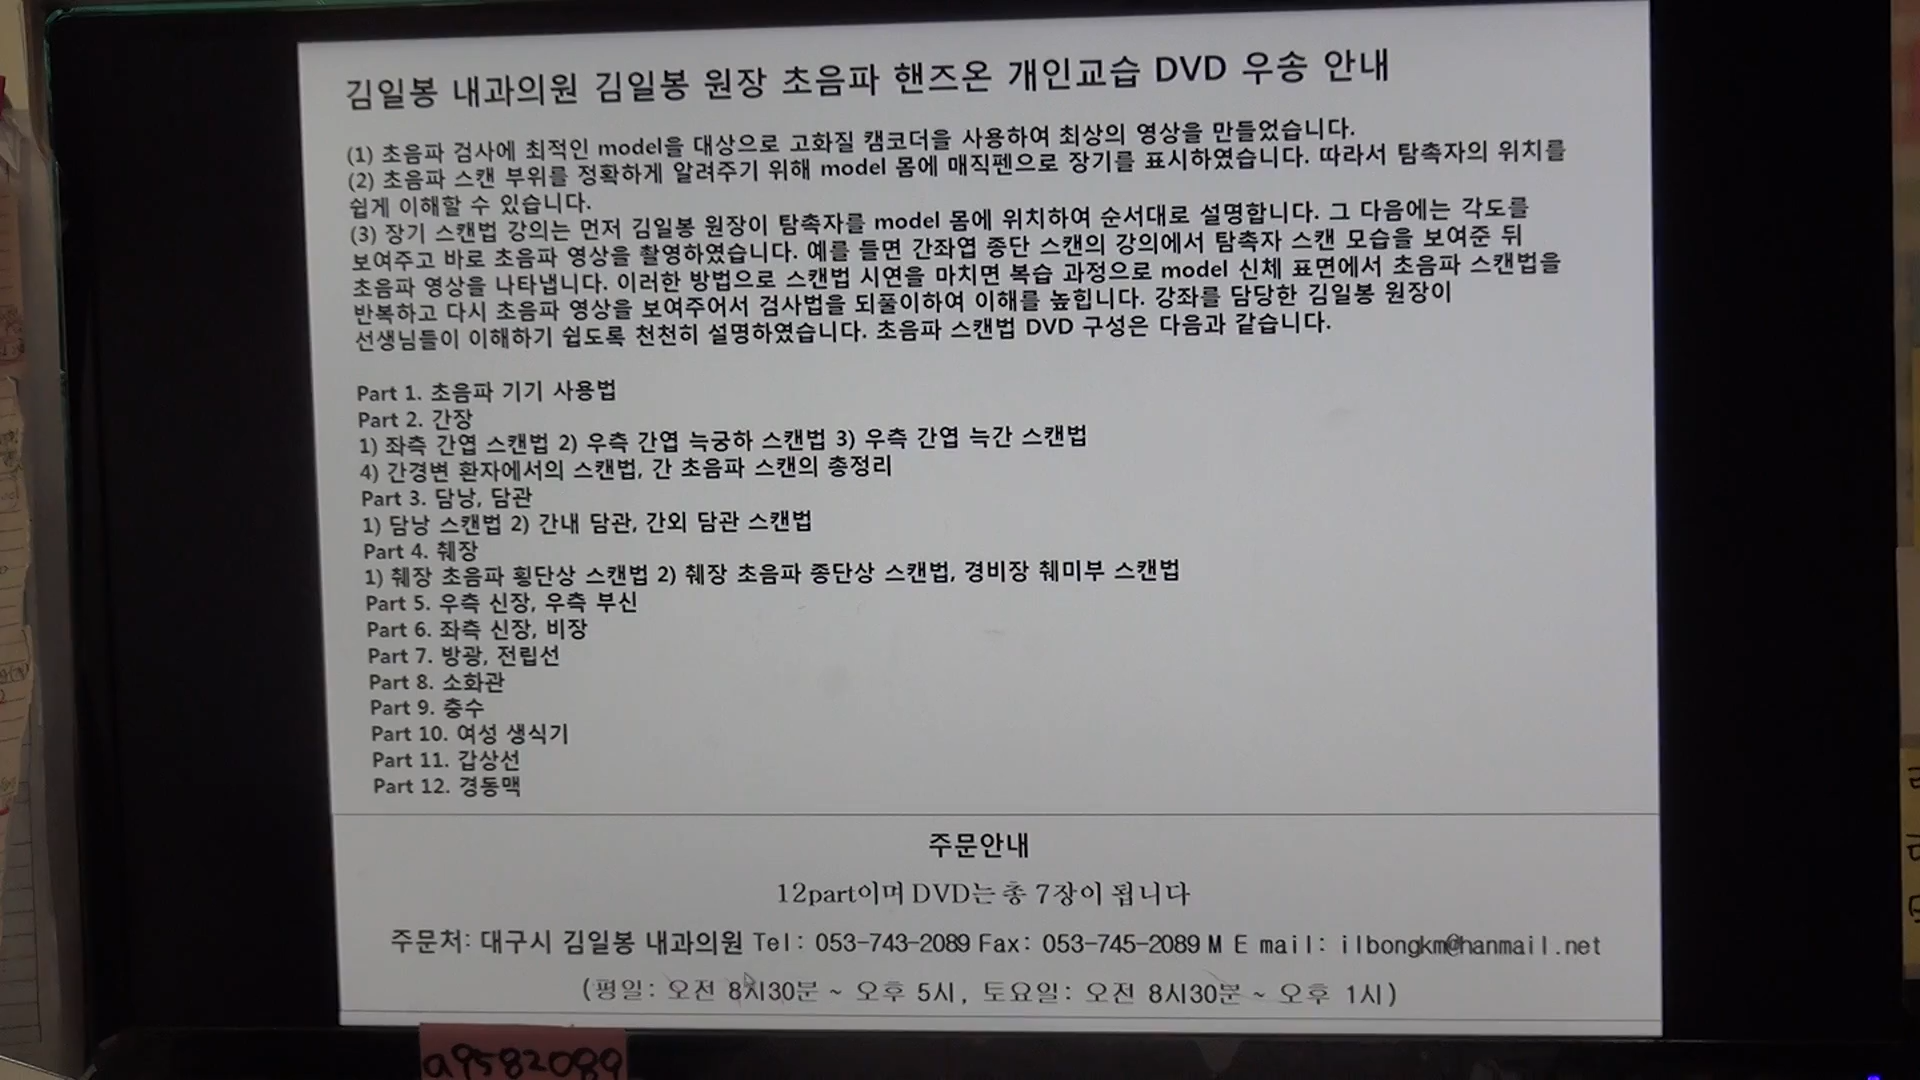 김일봉 내과의원 김일봉 원장 초음파 핸즈온 개인교습 DVD 우송 안내
(1) 초음파 검사에 최적인 model을 대상으로 고화질 캠코더을 사용하여 최상의 영상을 만들었습니다.
(2) 초음파 스캔 부위를 정확하게 알려주기 위해 model 몸에 매직펜으로 장기를 표시하였습니다. 따라서 탐촉자의 위치를
쉽게 이해할 수 있습니다.
(3) 장기 스캔법 강의는 먼저 김일봉 원장이 탐촉자를 model 몸에 위치하여 순서대로 설명합니다. 그 다음에는 각도를
보여주고 바로 초음파 영상을 촬영하였습니다. 예를 들면 간좌엽 종단 스캔의 강의에서 탐촉자 스캔 모습을 보여준 뒤
초음파 영상을 나타냅니다. 이러한 방법으로 스캔법 시연을 마치면 복습 과정으로 model 신체 표면에서 초음파 스캔법을
반복하고 다시 초음파 영상을 보여주어서 검사법을 되풀이하여 이해를 높힙니다. 강좌를 담당한 김일봉 원장이
선생님들이 이해하기 쉽도록 천천히 설명하였습니다. 초음파 스캔법 DVD 구성은 다음과 같습니다.
Part 1. 초음파 기기 사용법
Part 2. 간장
1) 좌측 간엽 스캔법 2) 우측 간엽 늑궁하 스캔법 3) 우측 간엽 늑간 스캔법
4) 간경변 환자에서의 스캔법, 간 초음파 스캔의 총정리
Part 3. 담낭, 담관
1) 담낭 스캔법 2) 간내 담관, 간외 담관 스캔법
Part 4. 췌장
1) 췌장 초음파 횡단상 스캔법 2) 췌장 초음파 종단상 스캔법, 경비장 췌미부 스캔법
Part 5. 우측 신장, 우측 부신
Part 6. 좌측 신장, 비장
Part 7. 방광, 전립선
Part 8. 소화관
Part 9. 충수
Part 10. 여성 생식기
Part 11. 갑상선
Part 12. 경동맥
주문안내
12part이며 DVD는 총 7장이 됩니다
주문처: 대구시 김일봉 내과의원 Tel: 053-743-2089 Fax: 053-745-2089 M E mail: ilbongkm@hanmail.net
(평일: 오전 8시30분 ~ 오후 5시, 토요일: 오전 8시30분 ~ 오후 1시)
a9582089